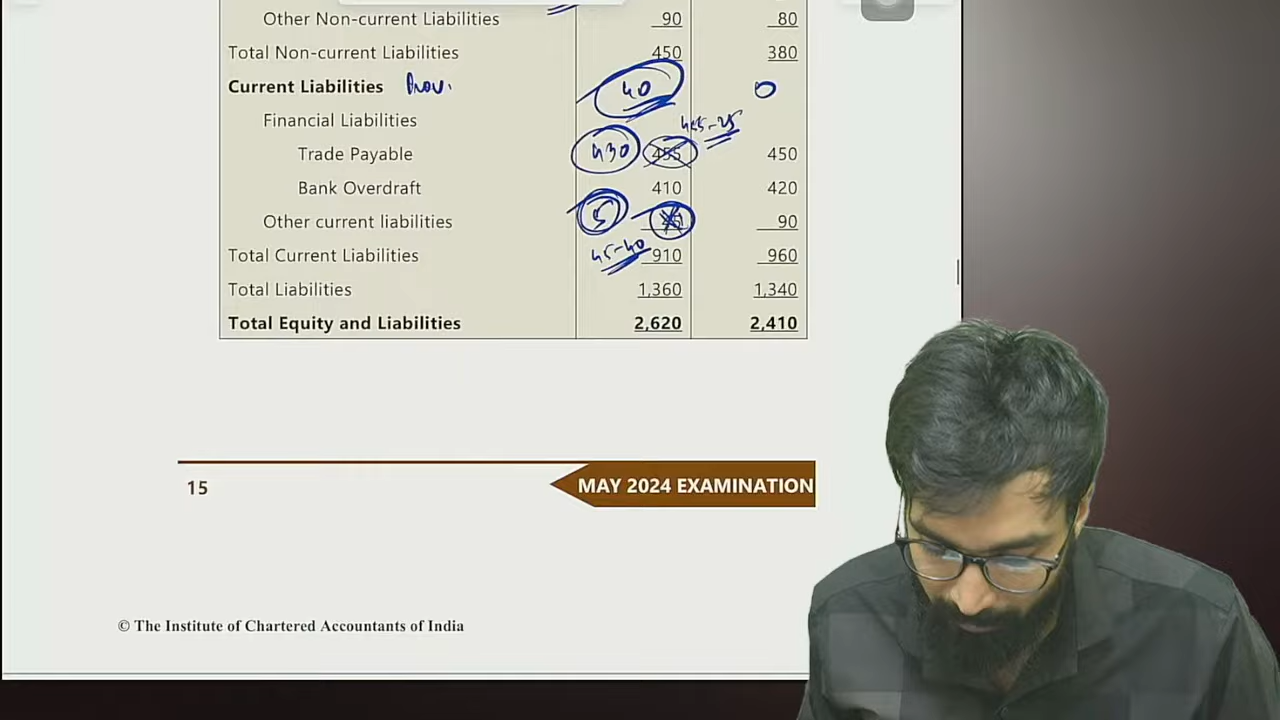 Other Non-current Liabilities 90 80
Total Non-current Liabilities 450 380
Current Liabilities Prov. 40 0
Financial Liabilities
455-25
Trade Payable 430 455 450
Bank Overdraft 410 420
Other current liabilities 5 45 90
45-40
Total Current Liabilities 910 960
Total Liabilities 1,360 1,340
Total Equity and Liabilities 2,620 2,410
15 MAY 2024 EXAMINATION
© The Institute of Chartered Accountants of India